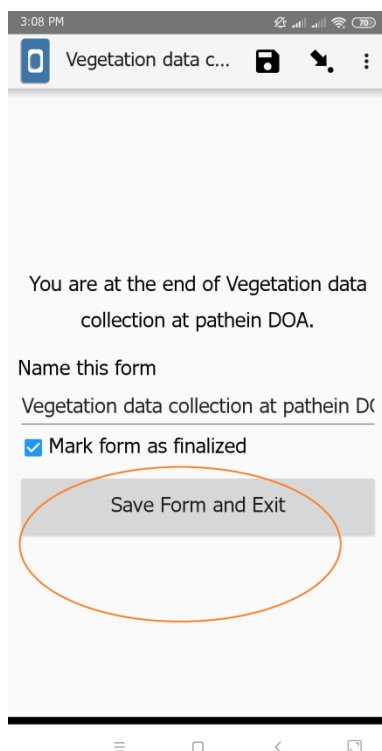 3:08 PM
70
Vegetation data c...
You are at the end of Vegetation data
collection at pathein DOA.
Name this form
Vegetation data collection at pathein DO
Mark form as finalized
Save Form and Exit